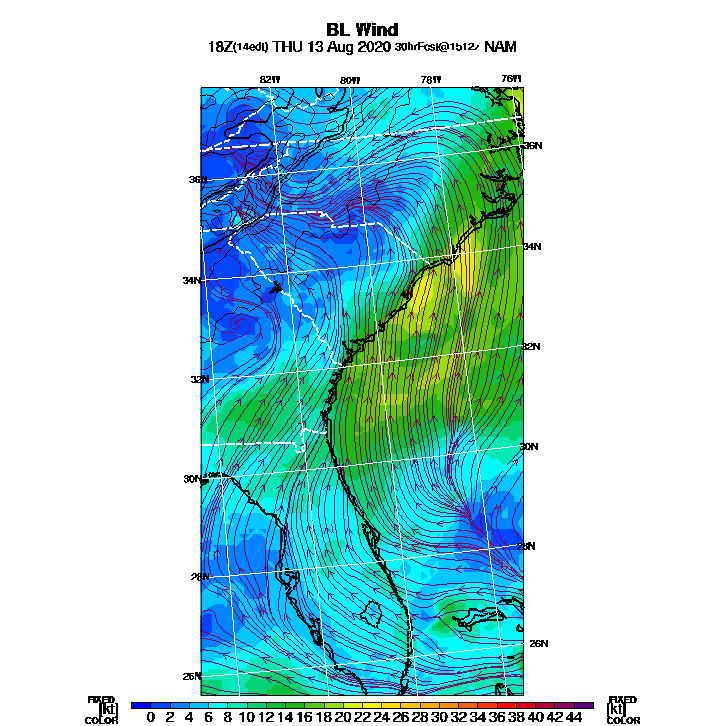 BL Wind
18Z(14edt) THU 13 Aug 2020 30hrFcst@1512z NAM
82W 80W 78W 76W
36N
36N
34N
34N
32N
32N
30N
30N
28N
28N
26N
26N
FIXED FIXED
[kt] 0 2 4 6 8 10 12 14 16 18 20 22 24 26 28 30 32 34 36 38 40 42 44 [kt]
COLOR COLOR